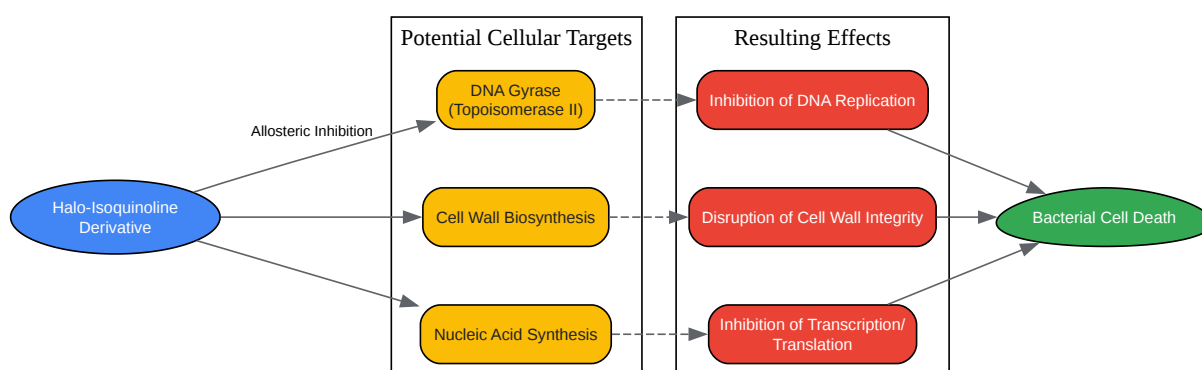 Potential Cellular Targets
Resulting Effects
DNA Gyrase
(Topoisomerase II)
Inhibition of DNA Replication
Allosteric Inhibition
Halo-Isoquinoline
Derivative
Cell Wall Biosynthesis
Disruption of Cell Wall Integrity
Bacterial Cell Death
Nucleic Acid Synthesis
Inhibition of Transcription/
Translation